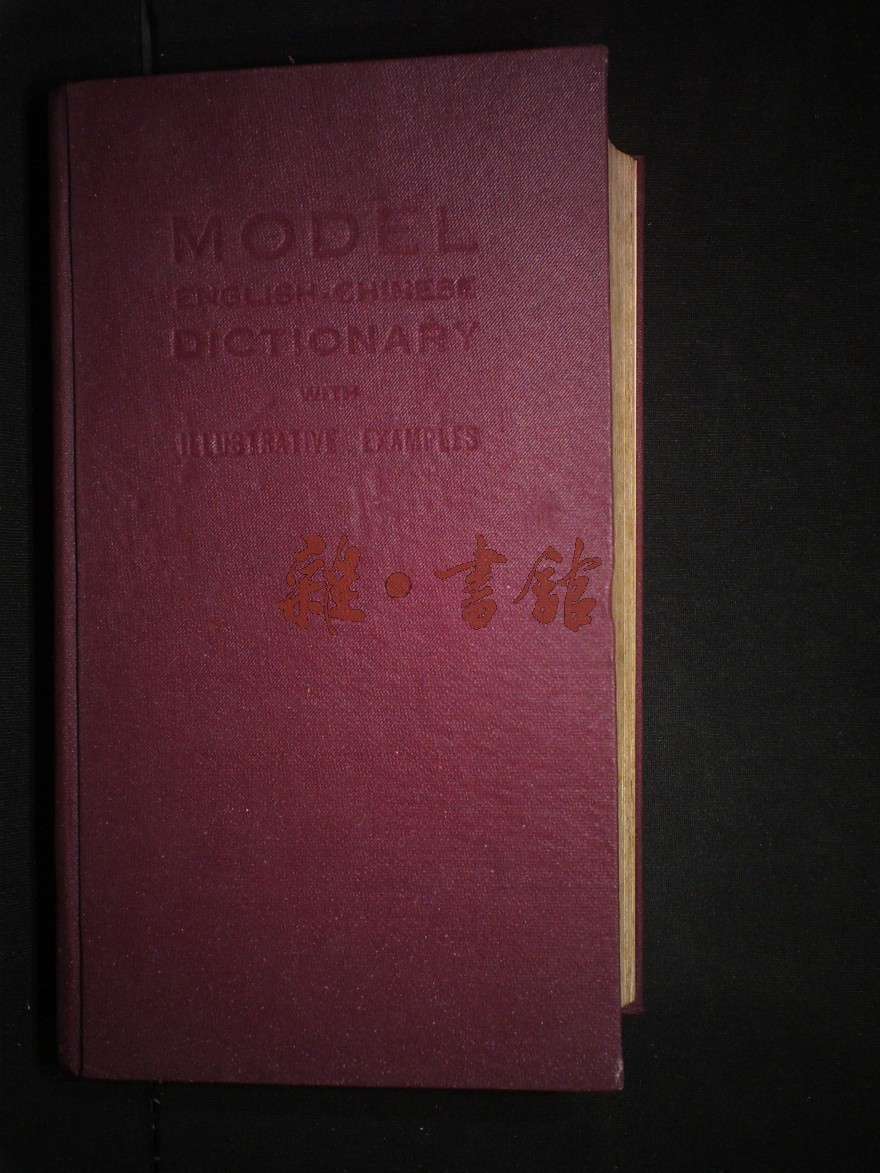 MODEL
ENGLISH-CHINESE
DICTIONARY
WITH
ILLUSTRATIVE EXAMPLES
雜·書館